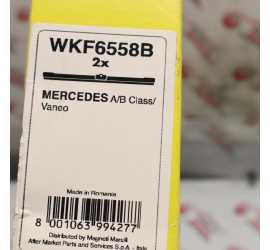 WKF6558B
2x
MERCEDES A/B Class/
Vaneo
Made in Romania
8 001063 994277
Distributed by Magneti Marelli
After Market Parts and Services S.p.A. - Italy